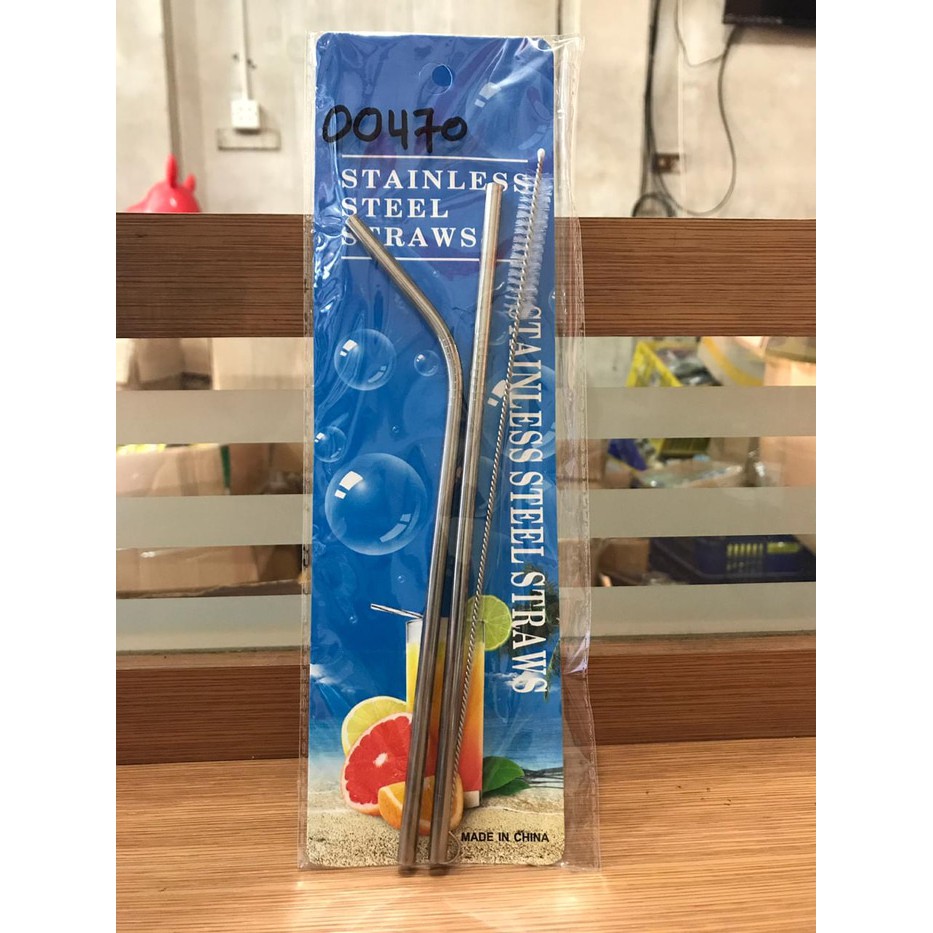 00470
STAINLESS
STEEL
STRAWS
STAINLESS STEEL STRAWS
MADE IN CHINA